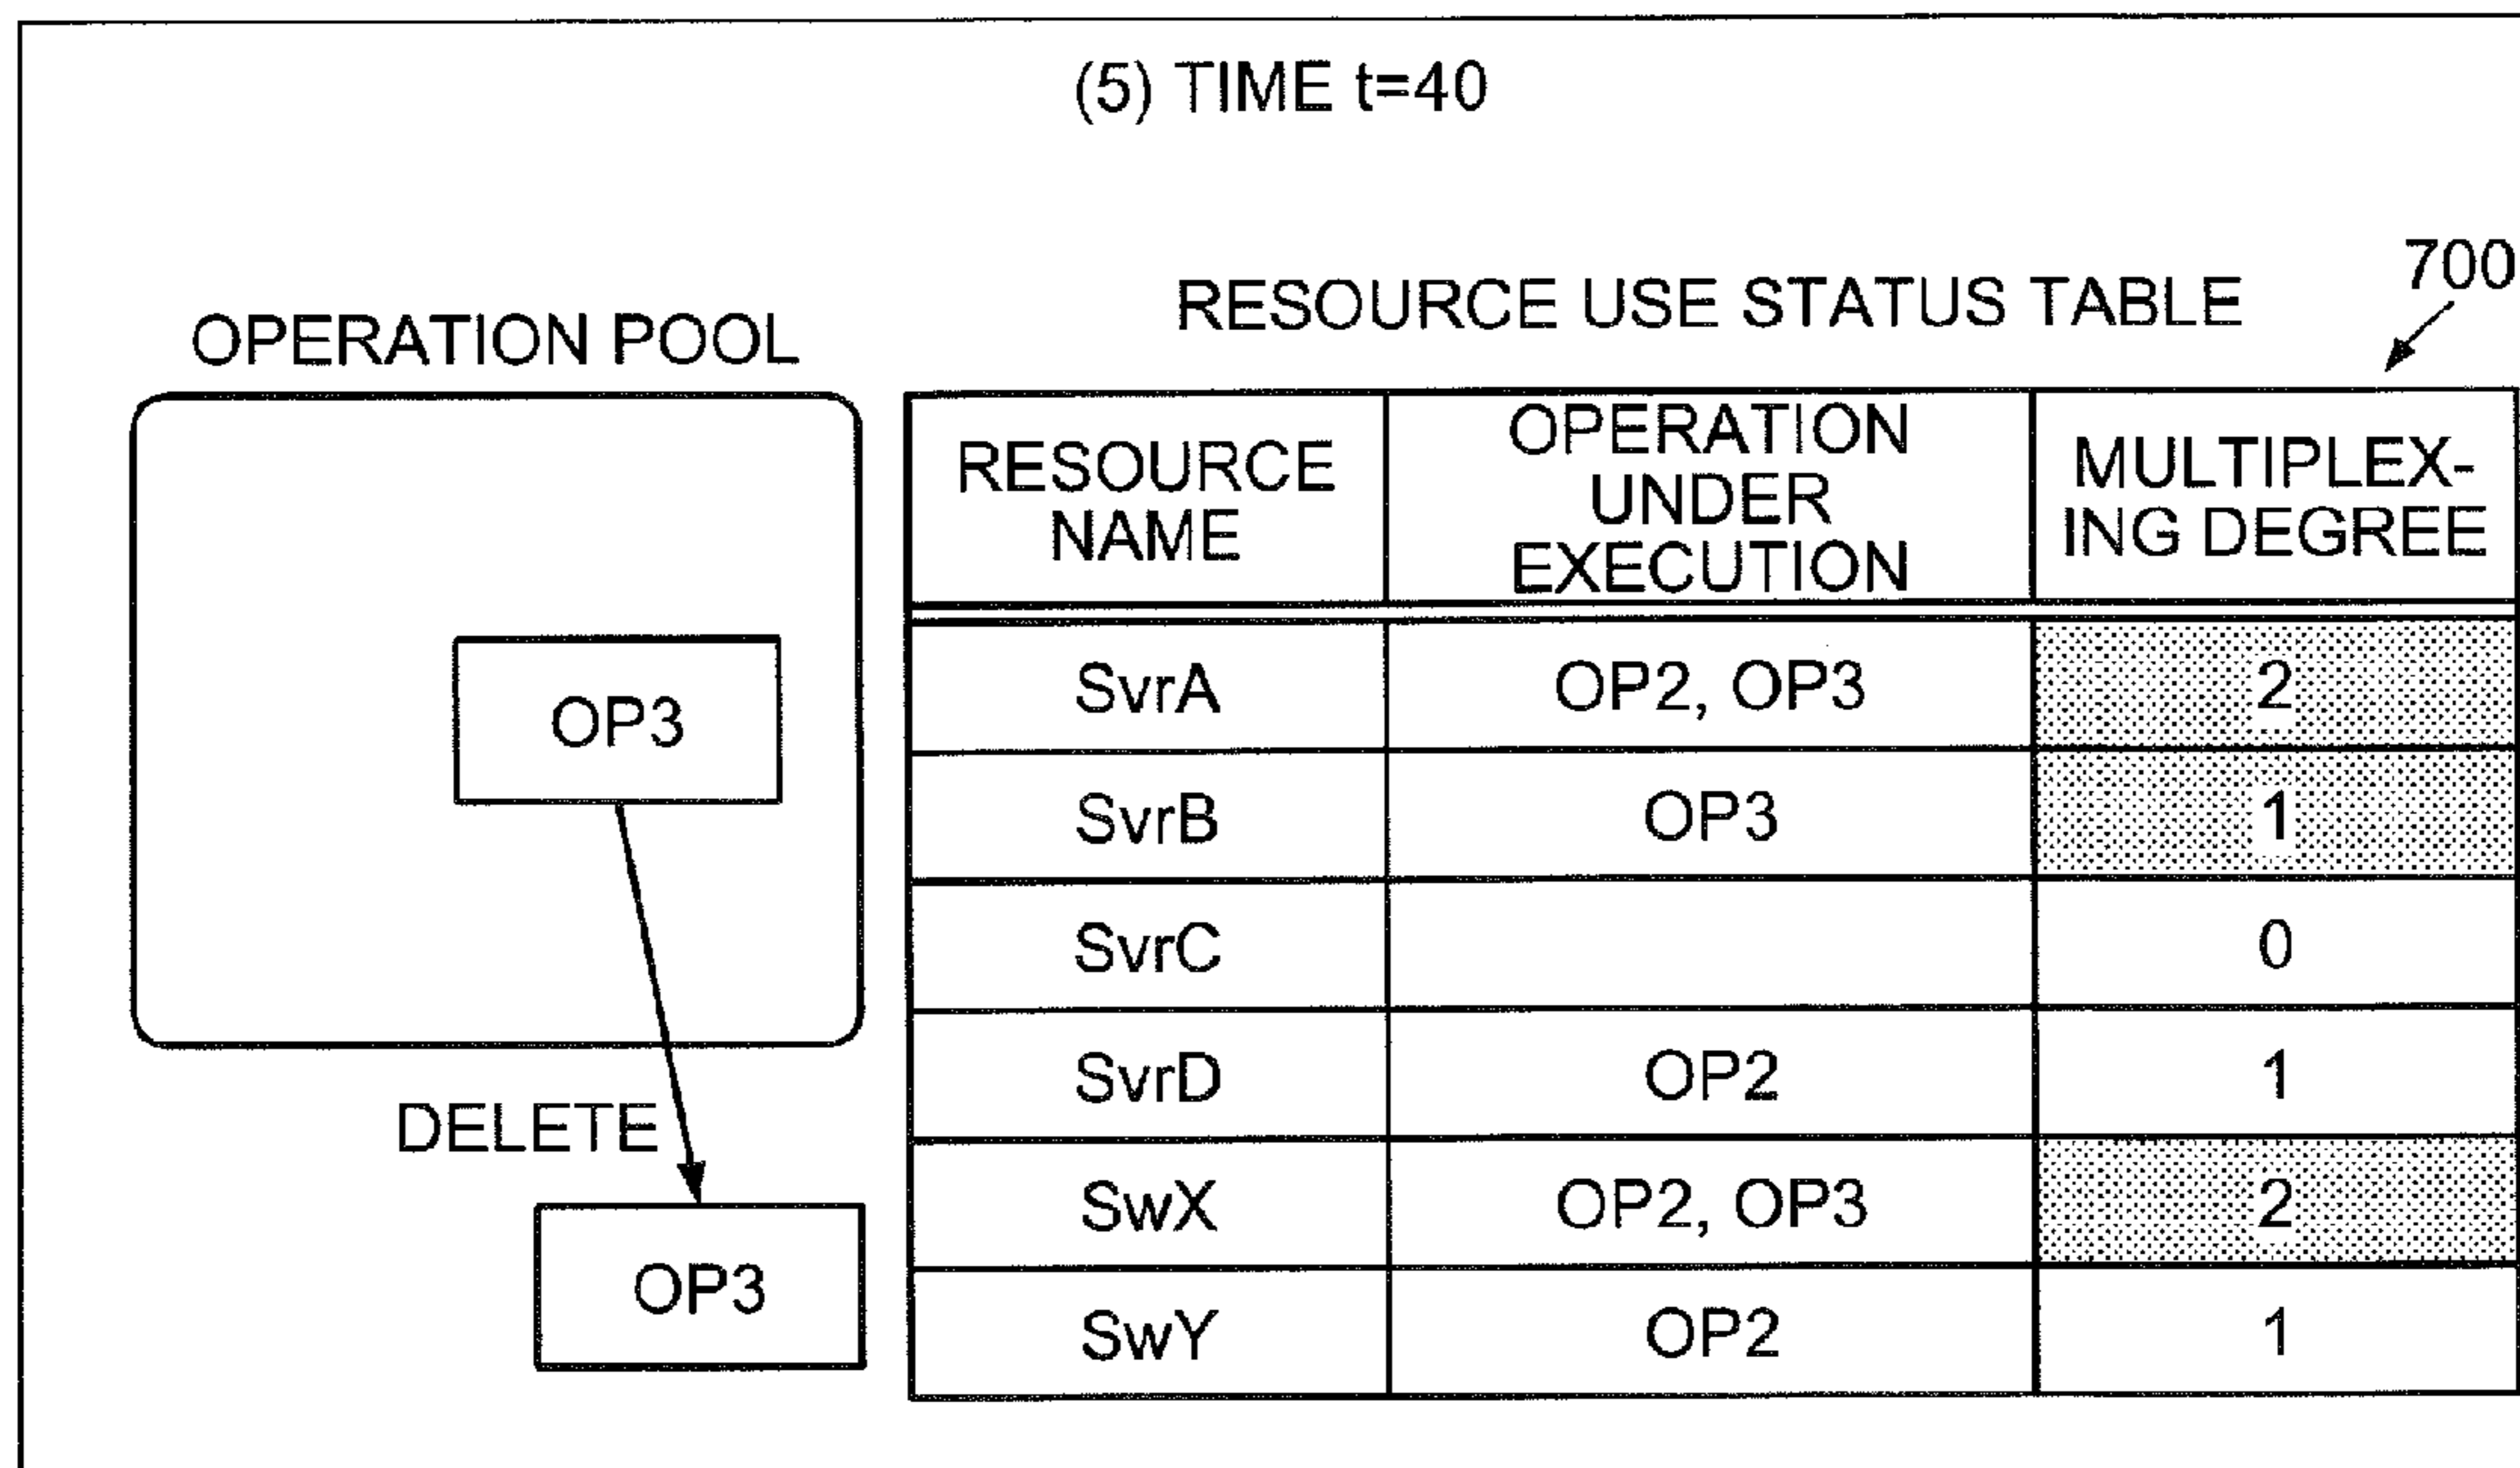 (5) TIME t=40
700
RESOURCE USE STATUS TABLE
OPERATION POOL
RESOURCE
NAME
OPERATION
UNDER
EXECUTION
MULTIPLEX-
ING DEGREE
OP3
SvrA OP2, OP3 2
SvrB OP3 1
SvrC 0
SvrD OP2 1
DELETE
SwX OP2, OP3 2
OP3
SwY OP2 1